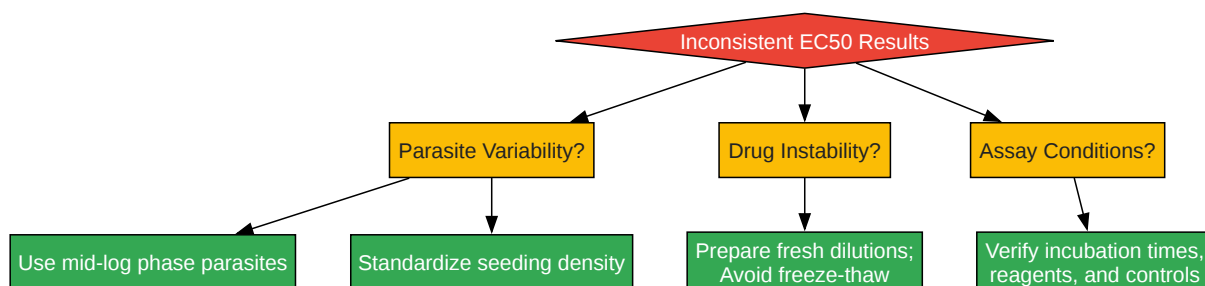 Inconsistent EC50 Results
Parasite Variability?
Drug Instability?
Assay Conditions?
Use mid-log phase parasites
Standardize seeding density
Prepare fresh dilutions;
Avoid freeze-thaw
Verify incubation times,
reagents, and controls